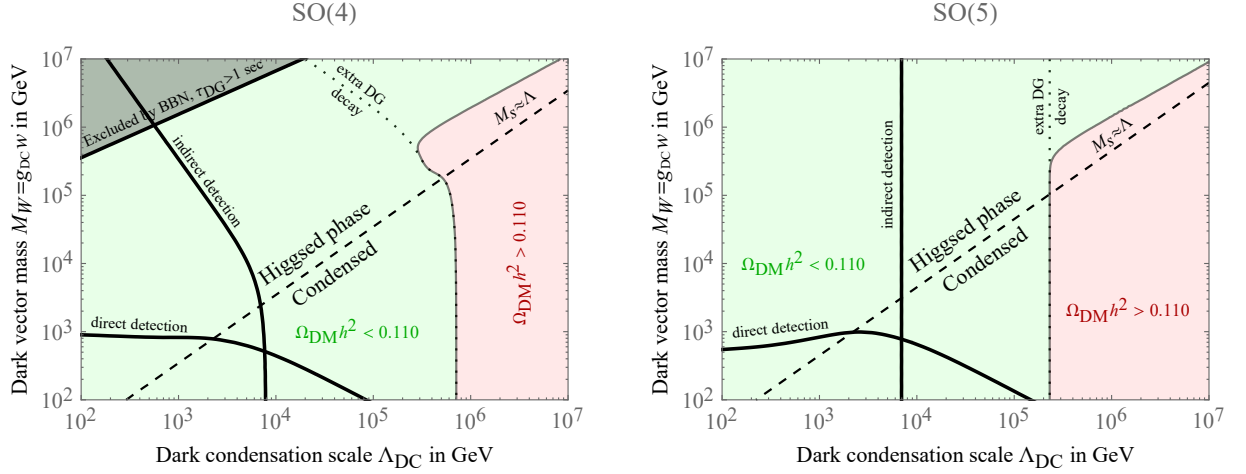 SO(4)
10^7
10^6
10^5
10^4
10^3
10^2
Dark vector mass M_W=g_DC w in GeV
Excluded by BBN, τ_DG>1 sec
extra DG
decay
M_s≈Λ
indirect detection
Higgsed phase
Condensed
Ω_DM h^2 > 0.110
direct detection
Ω_DM h^2 < 0.110
10^2
10^3
10^4
10^5
10^6
10^7
Dark condensation scale Λ_DC in GeV
SO(5)
10^7
10^6
10^5
10^4
10^3
10^2
Dark vector mass M_W=g_DC w in GeV
extra DG
decay
M_s≈Λ
indirect detection
Higgsed phase
Condensed
Ω_DM h^2 < 0.110
Ω_DM h^2 > 0.110
direct detection
10^2
10^3
10^4
10^5
10^6
10^7
Dark condensation scale Λ_DC in GeV